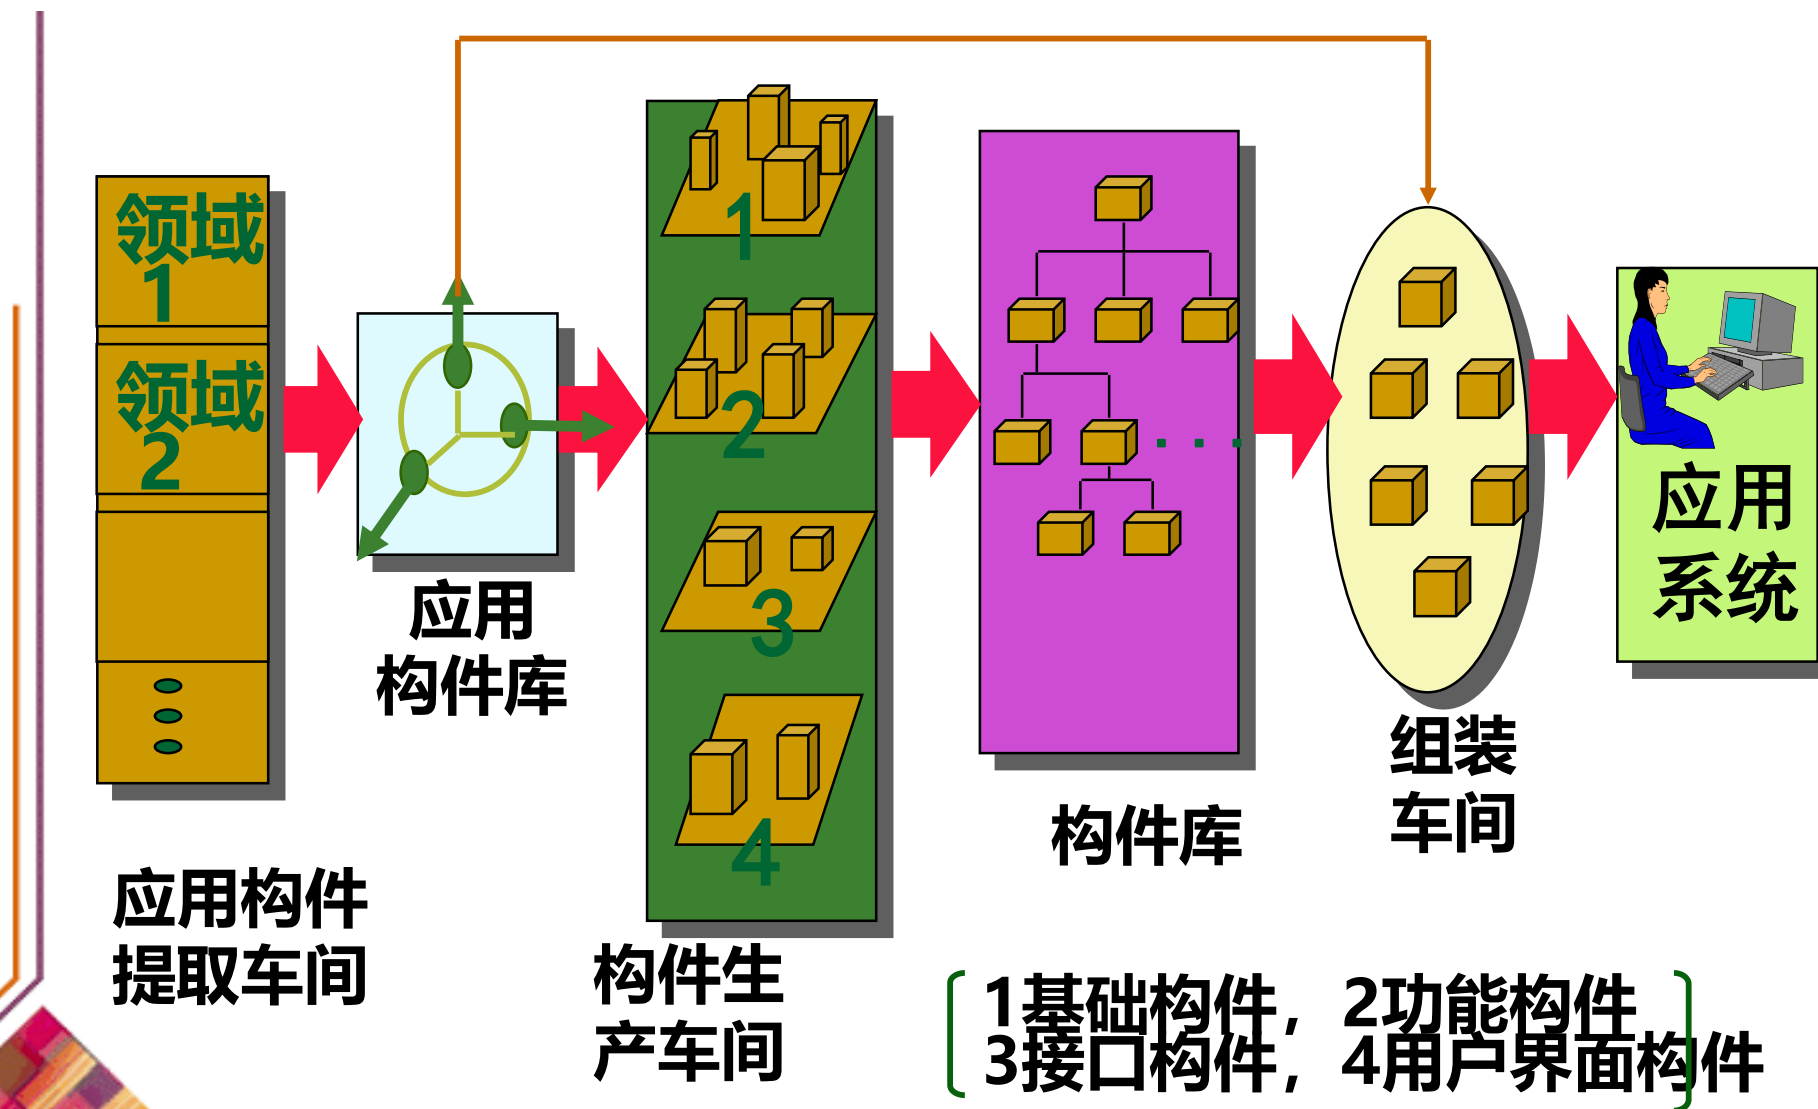 领域
1
领域
2
1
2
3
4
应用
构件库
应用构件
提取车间
构件生
产车间
构件库
组装
车间
应用
系统
1基础构件，2功能构件
3接口构件，4用户界面构件